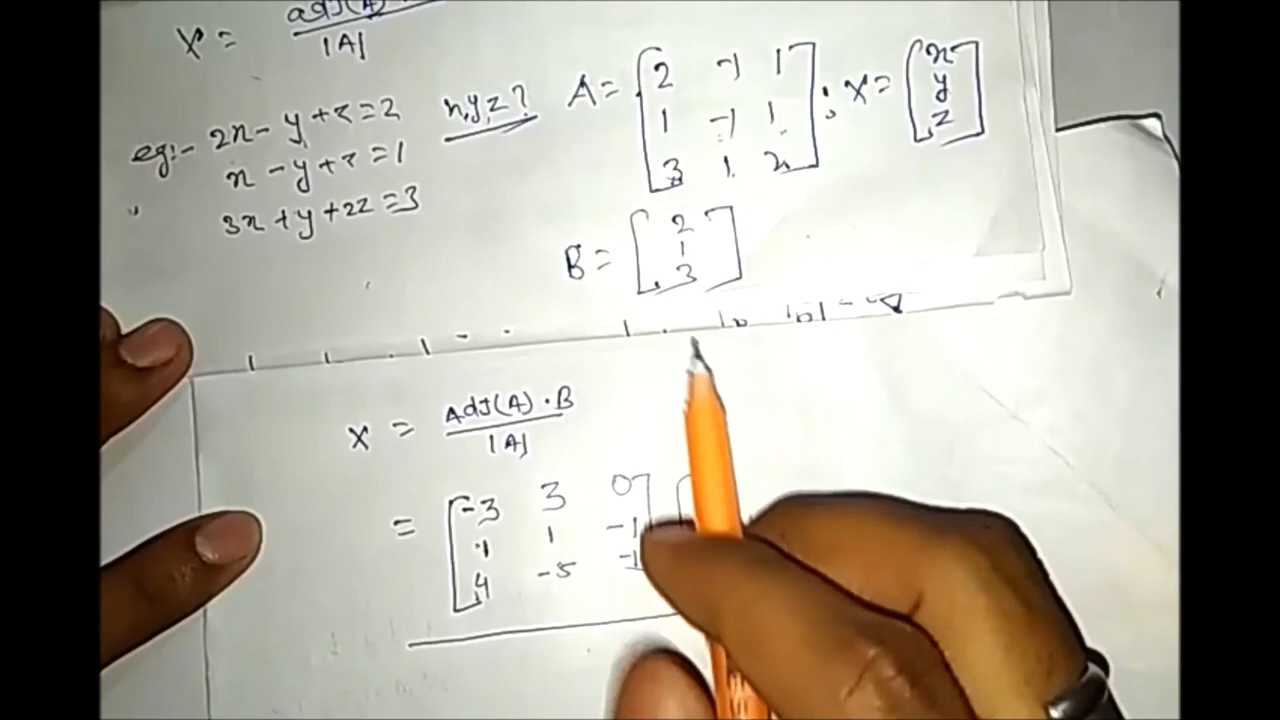 X = adj(A) .
|A|
eg:- 2x - y + z = 2
x - y + z = 1
3x + y + 2z = 3
x, y, z ?
A = [ 2 -1 1
1 -1 1
3 1 2 ] ; X = [ x
y
z ]
B = [ 2
1
3 ]
X = Adj(A) . B
|A|
= [ -3 3 0 ] [
1 1 -1
4 -5 -1